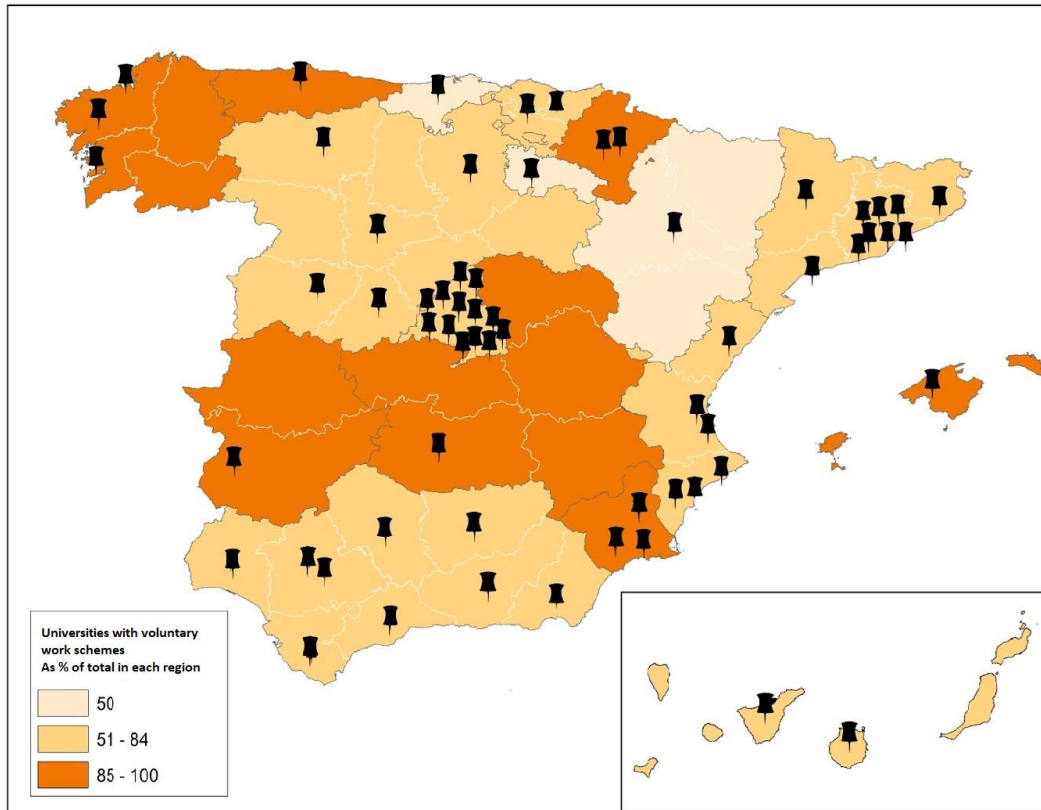 Universities with voluntary
work schemes
As % of total in each region
50
51 - 84
85 - 100